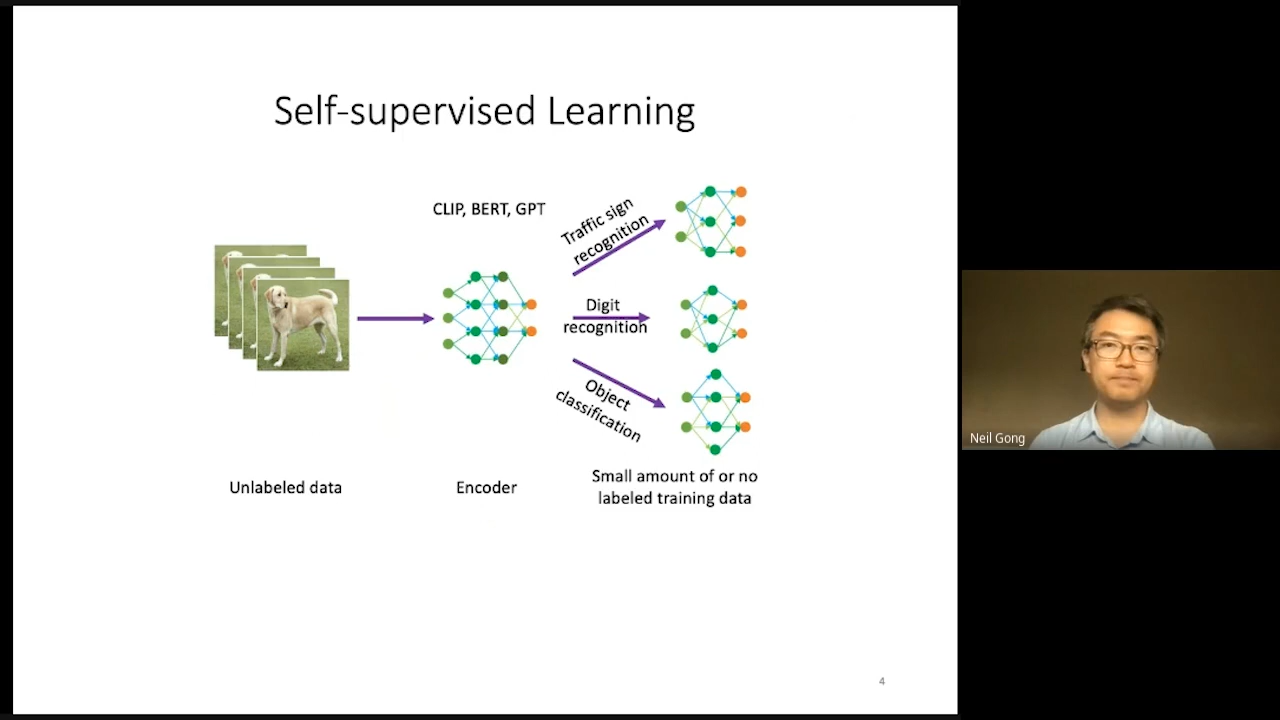 Self-supervised Learning
CLIP, BERT, GPT
Traffic sign
recognition
Digit
recognition
Object
classification
Unlabeled data
Encoder
Small amount of or no
labeled training data
4
Neil Gong